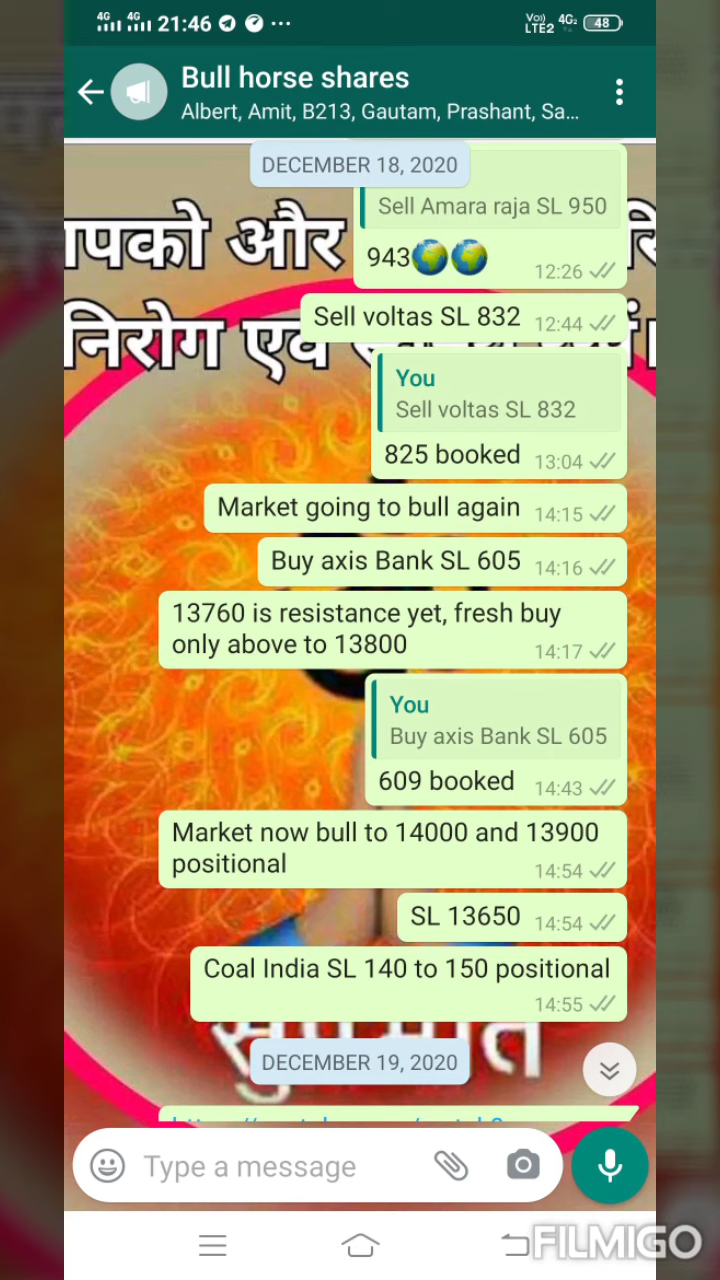 4G 4G 21:46 ... Vo)) LTE2 4G2 48
Bull horse shares
Albert, Amit, B213, Gautam, Prashant, Sa...
DECEMBER 18, 2020
Sell Amara raja SL 950
943🌍🌍 12:26
पको और
Sell voltas SL 832 12:44
निरोग एवं
You
Sell voltas SL 832
825 booked 13:04
Market going to bull again 14:15
Buy axis Bank SL 605 14:16
13760 is resistance yet, fresh buy
only above to 13800 14:17
You
Buy axis Bank SL 605
609 booked 14:43
Market now bull to 14000 and 13900
positional 14:54
SL 13650 14:54
Coal India SL 140 to 150 positional
14:55
DECEMBER 19, 2020
Type a message
FILMIGO